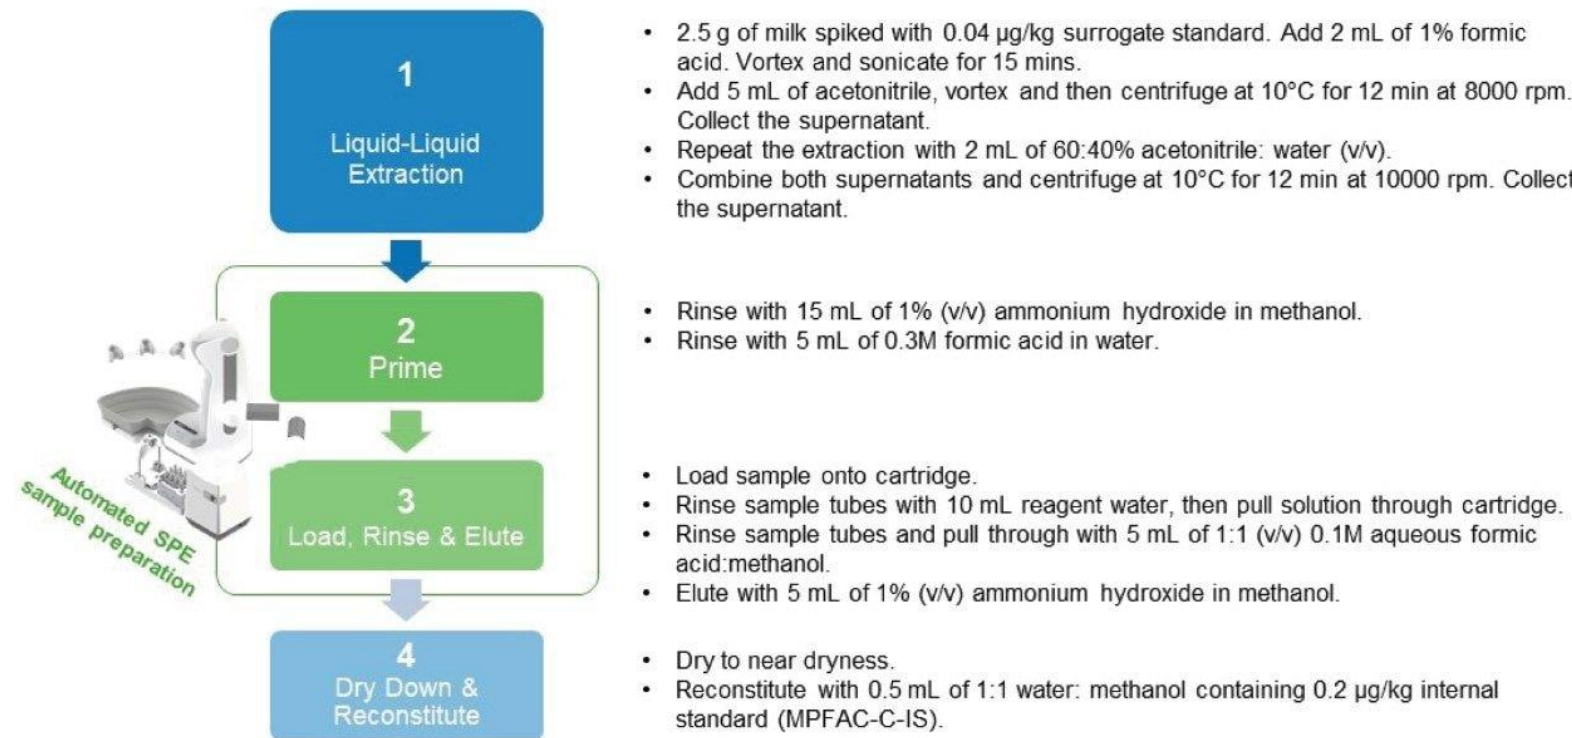 1
Liquid-Liquid
Extraction
• 2.5 g of milk spiked with 0.04 µg/kg surrogate standard. Add 2 mL of 1% formic
acid. Vortex and sonicate for 15 mins.
• Add 5 mL of acetonitrile, vortex and then centrifuge at 10°C for 12 min at 8000 rpm.
Collect the supernatant.
• Repeat the extraction with 2 mL of 60:40% acetonitrile: water (v/v).
• Combine both supernatants and centrifuge at 10°C for 12 min at 10000 rpm. Collect
the supernatant.
2
Prime
• Rinse with 15 mL of 1% (v/v) ammonium hydroxide in methanol.
• Rinse with 5 mL of 0.3M formic acid in water.
Automated SPE
sample preparation
3
Load, Rinse & Elute
• Load sample onto cartridge.
• Rinse sample tubes with 10 mL reagent water, then pull solution through cartridge.
• Rinse sample tubes and pull through with 5 mL of 1:1 (v/v) 0.1M aqueous formic
acid:methanol.
• Elute with 5 mL of 1% (v/v) ammonium hydroxide in methanol.
4
Dry Down &
Reconstitute
• Dry to near dryness.
• Reconstitute with 0.5 mL of 1:1 water: methanol containing 0.2 µg/kg internal
standard (MPFAC-C-IS).